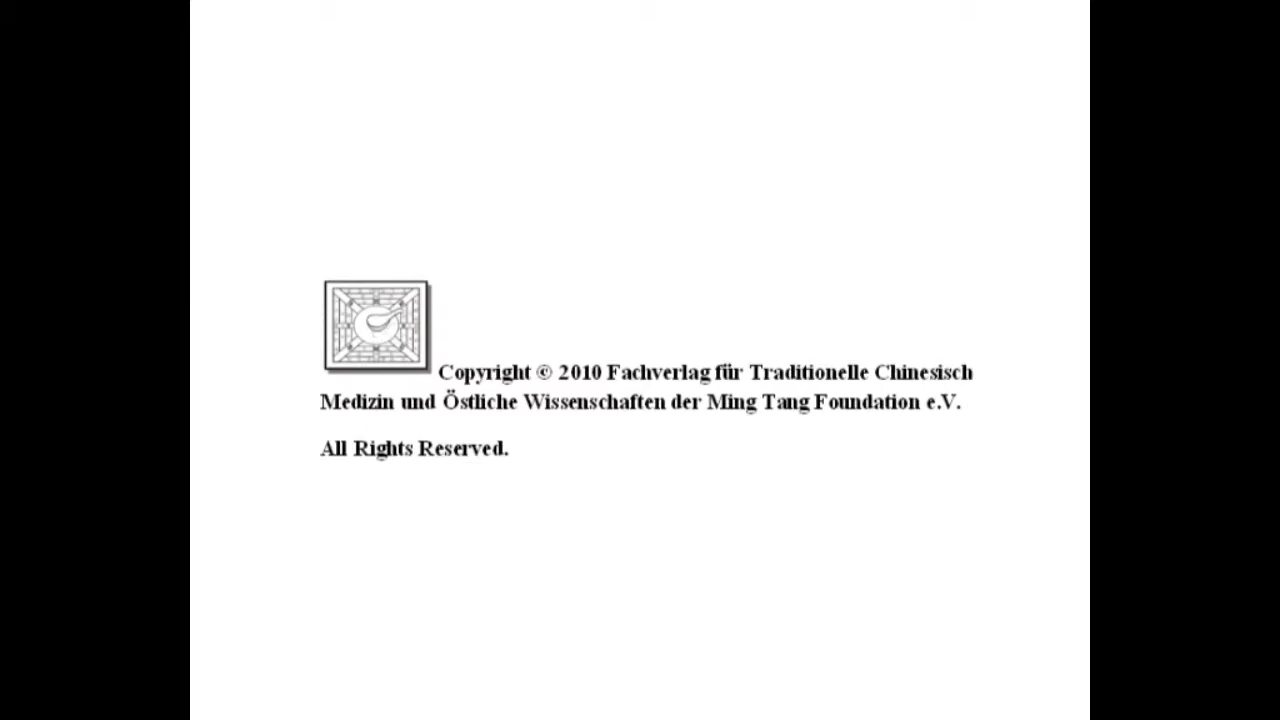 Copyright © 2010 Fachverlag für Traditionelle Chinesisch
Medizin und Östliche Wissenschaften der Ming Tang Foundation e.V.
All Rights Reserved.